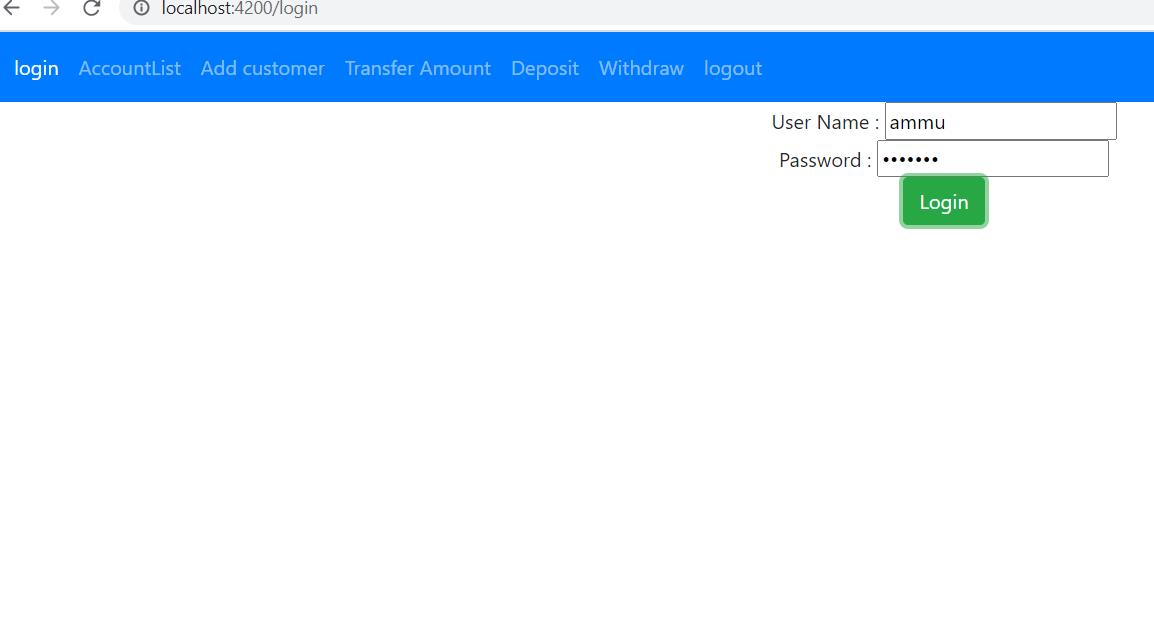 localhost:4200/login
login AccountList Add customer Transfer Amount Deposit Withdraw logout
User Name : ammu
Password : •••••••
Login